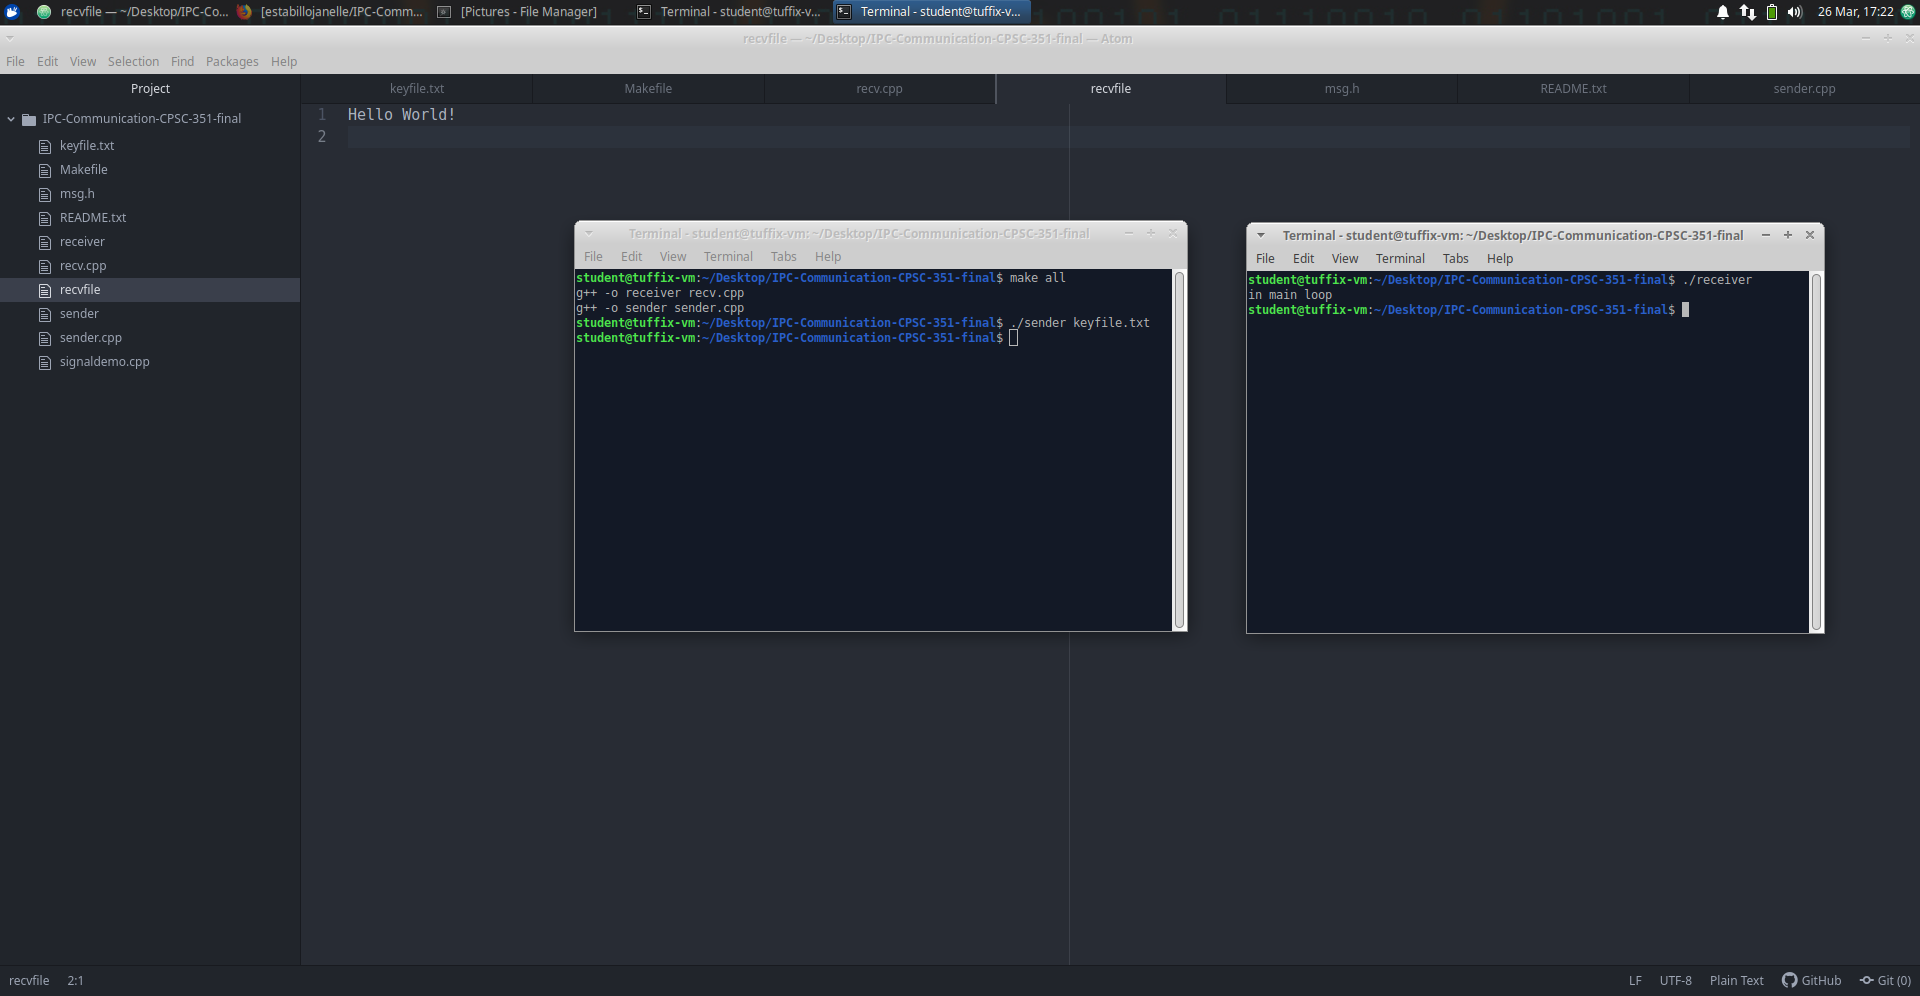 recvfile — ~/Desktop/IPC-Co... [estabillojanelle/IPC-Comm... [Pictures - File Manager] Terminal - student@tuffix-v... Terminal - student@tuffix-v... 26 Mar, 17:22
recvfile — ~/Desktop/IPC-Communication-CPSC-351-final — Atom
File Edit View Selection Find Packages Help
Project
keyfile.txt Makefile recv.cpp recvfile msg.h README.txt sender.cpp
IPC-Communication-CPSC-351-final
keyfile.txt
Makefile
msg.h
README.txt
receiver
recv.cpp
recvfile
sender
sender.cpp
signaldemo.cpp
1 Hello World!
2
Terminal - student@tuffix-vm: ~/Desktop/IPC-Communication-CPSC-351-final
File Edit View Terminal Tabs Help
student@tuffix-vm:~/Desktop/IPC-Communication-CPSC-351-final$ make all
g++ -o receiver recv.cpp
g++ -o sender sender.cpp
student@tuffix-vm:~/Desktop/IPC-Communication-CPSC-351-final$ ./sender keyfile.txt
student@tuffix-vm:~/Desktop/IPC-Communication-CPSC-351-final$
Terminal - student@tuffix-vm: ~/Desktop/IPC-Communication-CPSC-351-final
File Edit View Terminal Tabs Help
student@tuffix-vm:~/Desktop/IPC-Communication-CPSC-351-final$ ./receiver
in main loop
student@tuffix-vm:~/Desktop/IPC-Communication-CPSC-351-final$
recvfile 2:1 LF UTF-8 Plain Text GitHub Git (0)